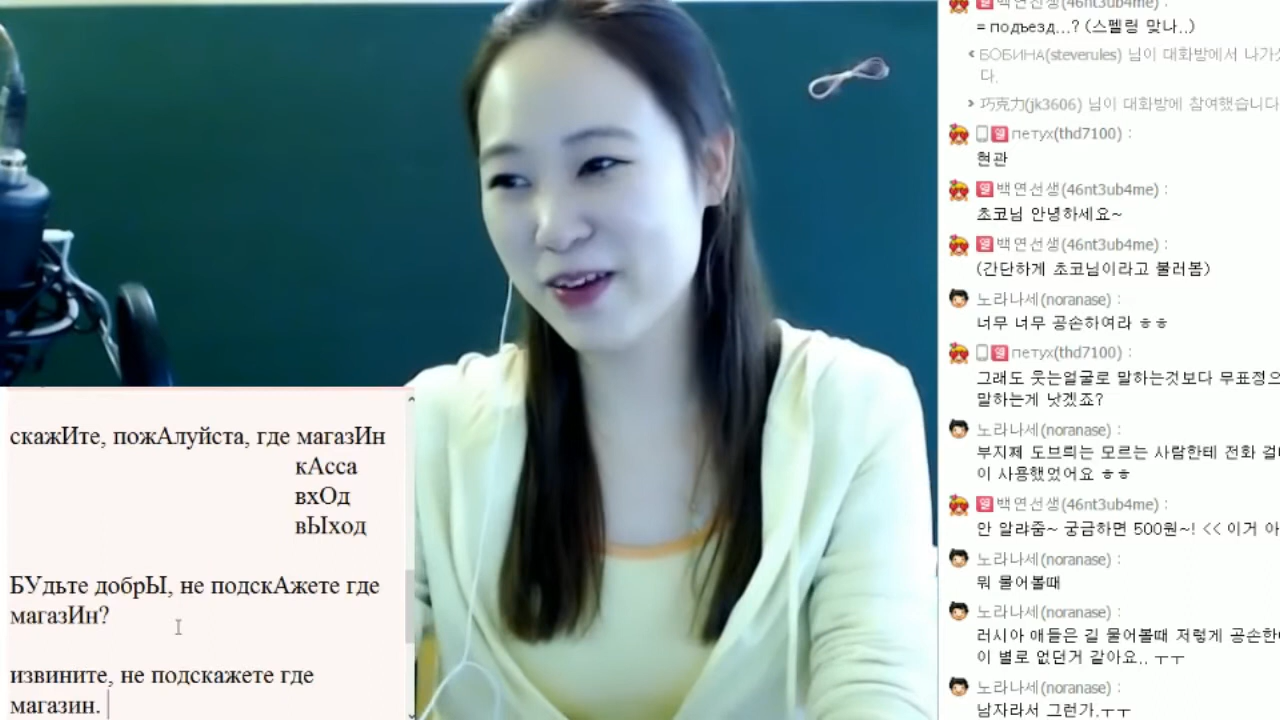 скажИте, пожАлуйста, где магазИн
кАсса
вхОд
вЫход
БУдьте добрЫ, не подскАжете где
магазИн?
извините, не подскажете где
магазин.
열 백연선생(46nt3ub4me) :
= подъезд...? (스펠링 맞나..)
БОБИНА(steverules) 님이 대화방에서 나가
다.
巧克力(jk3606) 님이 대화방에 참여했습니다
열 петух(thd7100) :
현관
열 백연선생(46nt3ub4me) :
초코님 안녕하세요~
열 백연선생(46nt3ub4me) :
(간단하게 초코님이라고 불러봄)
노라나세(noranase) :
너무 너무 공손하여라 ㅎㅎ
열 петух(thd7100) :
그래도 웃는얼굴로 말하는것보다 무표정으
말하는게 낫겠죠?
노라나세(noranase) :
부지쩨 도브릐는 모르는 사람한테 전화
이 사용했었어요 ㅎㅎ
열 백연선생(46nt3ub4me) :
안 알랴줌~ 궁금하면 500원~! << 이거 아
노라나세(noranase) :
뭐 물어볼때
노라나세(noranase) :
러시아 애들은 길 물어볼때 저렇게
이 별로 없던거 같아요.. ㅜㅜ
노라나세(noranase) :
남자라서 그런가.ㅜㅜ